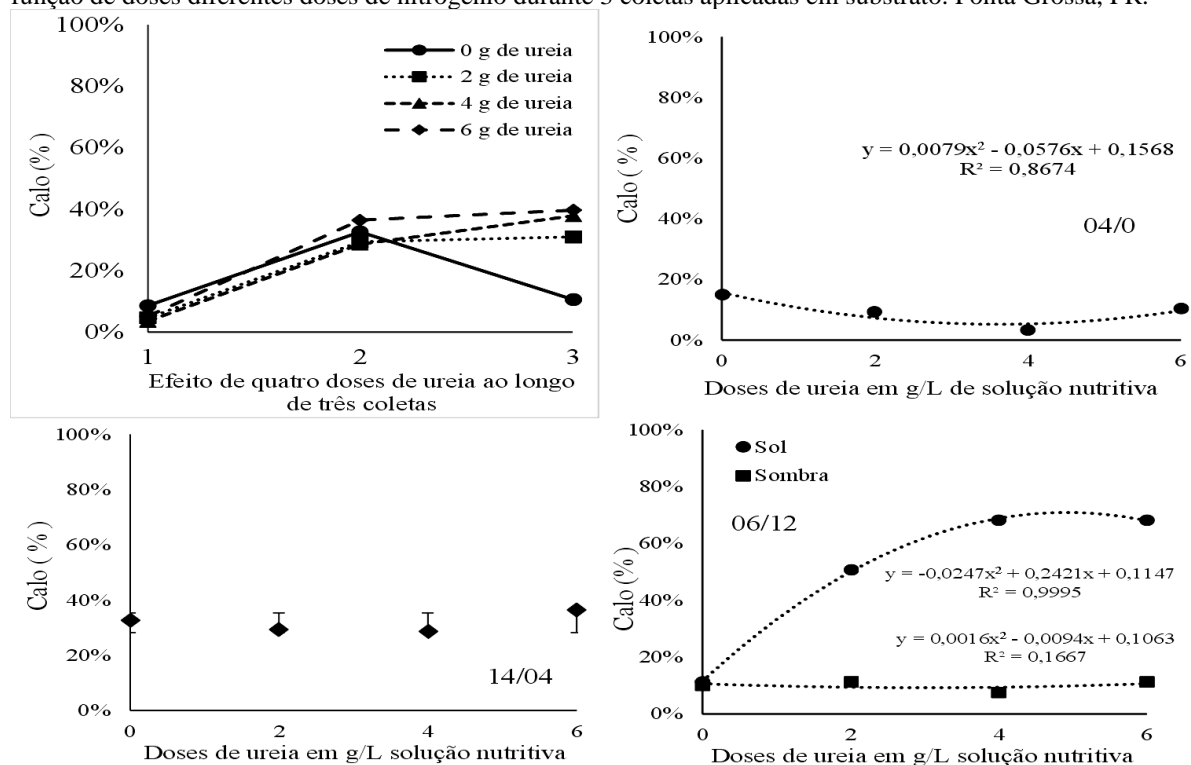 função de doses diferentes doses de nitrogênio durante 3 coletas aplicadas em substrato. Ponta Grossa, PR.
100%
80%
60%
40%
20%
0%
Calo (%)
0 g de ureia
2 g de ureia
4 g de ureia
6 g de ureia
1 2 3
Efeito de quatro doses de ureia ao longo
de três coletas
100%
80%
60%
40%
20%
0%
Calo ( %)
y = 0,0079x² - 0,0576x + 0,1568
R² = 0,8674
04/0
0 2 4 6
Doses de ureia em g/L de solução nutritiva
100%
80%
60%
40%
20%
0%
Calo ( %)
14/04
0 2 4 6
Doses de ureia em g/L solução nutritiva
100%
80%
60%
40%
20%
0%
Calo (%)
Sol
Sombra
06/12
y = -0,0247x² + 0,2421x + 0,1147
R² = 0,9995
y = 0,0016x² - 0,0094x + 0,1063
R² = 0,1667
0 2 4 6
Doses de ureia em g/L solução nutritiva